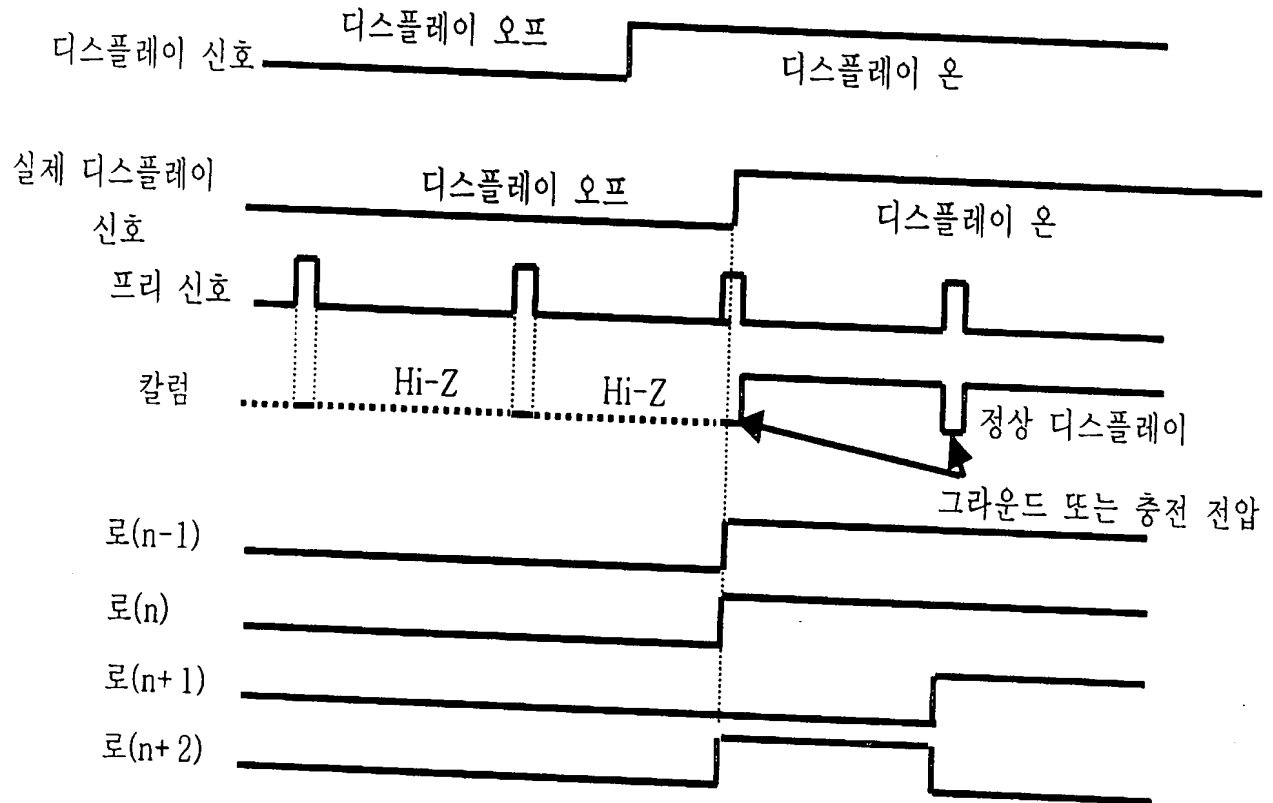 디스플레이 오프
디스플레이 신호
디스플레이 온
실제 디스플레이
신호
디스플레이 오프
디스플레이 온
프리 신호
칼럼
Hi-Z
Hi-Z
정상 디스플레이
그라운드 또는 충전 전압
로(n-1)
로(n)
로(n+1)
로(n+2)